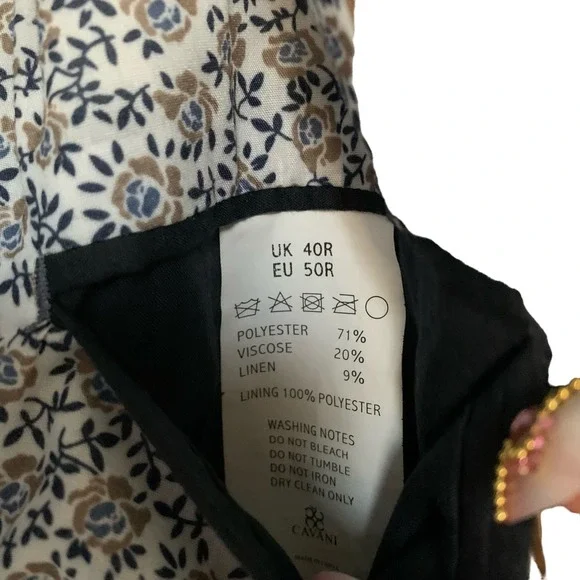 UK 40R
EU 50R
POLYESTER 71%
VISCOSE 20%
LINEN 9%
LINING 100% POLYESTER
WASHING NOTES
DO NOT BLEACH
DO NOT TUMBLE
DO NOT IRON
DRY CLEAN ONLY
CAVANI